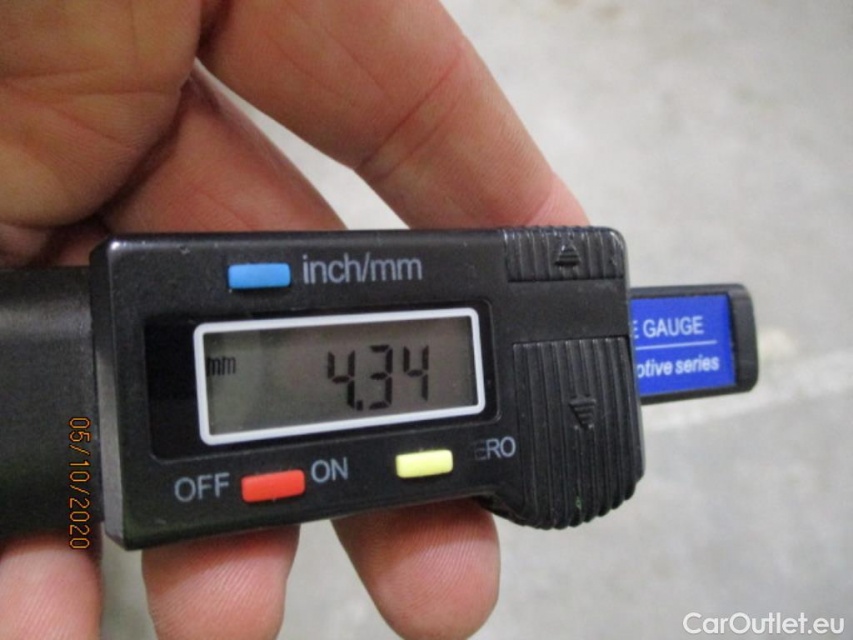 inch/mm
E GAUGE
otive series
mm
4.34
OFF
ON
ERO
05/10/2020
CarOutlet.eu